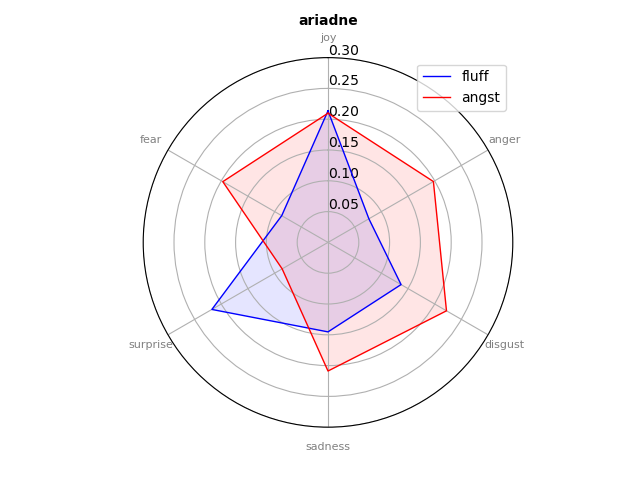 ariadne
joy
0.30
0.25
0.20
0.15
0.10
0.05
fluff
angst
fear
anger
surprise
disgust
sadness